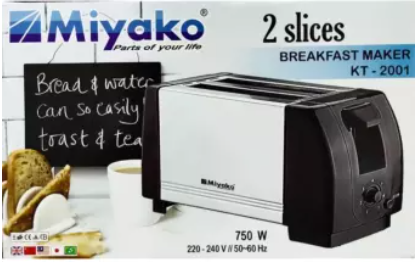 Miyako
Parts of your life
2 slices
BREAKFAST MAKER
KT - 2001
Bread & water
can so easily
toast & tea
Miyako
750 W
220 - 240 V // 50~60 Hz